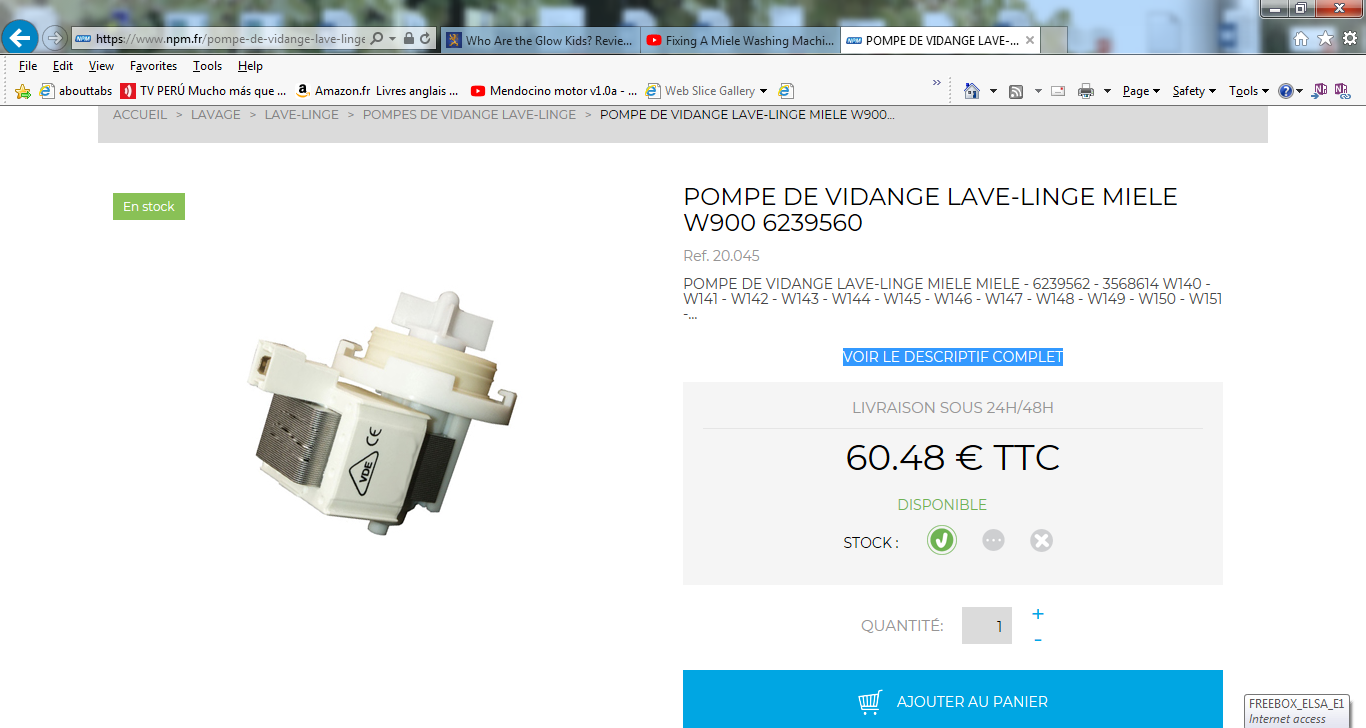 https://www.npm.fr/pompe-de-vidange-lave-linge
Who Are the Glow Kids? Revie...
Fixing A Miele Washing Machi...
POMPE DE VIDANGE LAVE-...
File Edit View Favorites Tools Help
abouttabs
TV PERÚ Mucho más que ...
Amazon.fr Livres anglais ...
Mendocino motor v1.0a - ...
Web Slice Gallery
Page Safety Tools
ACCUEIL > LAVAGE > LAVE-LINGE > POMPES DE VIDANGE LAVE-LINGE > POMPE DE VIDANGE LAVE-LINGE MIELE W900...
En stock
VDE CE
POMPE DE VIDANGE LAVE-LINGE MIELE
W900 6239560
Ref. 20.045
POMPE DE VIDANGE LAVE-LINGE MIELE MIELE - 6239562 - 3568614 W140 -
W141 - W142 - W143 - W144 - W145 - W146 - W147 - W148 - W149 - W150 - W151
-...
VOIR LE DESCRIPTIF COMPLET
LIVRAISON SOUS 24H/48H
60.48 € TTC
DISPONIBLE
STOCK :
QUANTITÉ: 1 + -
AJOUTER AU PANIER
FREEBOX_ELSA_E1
Internet access